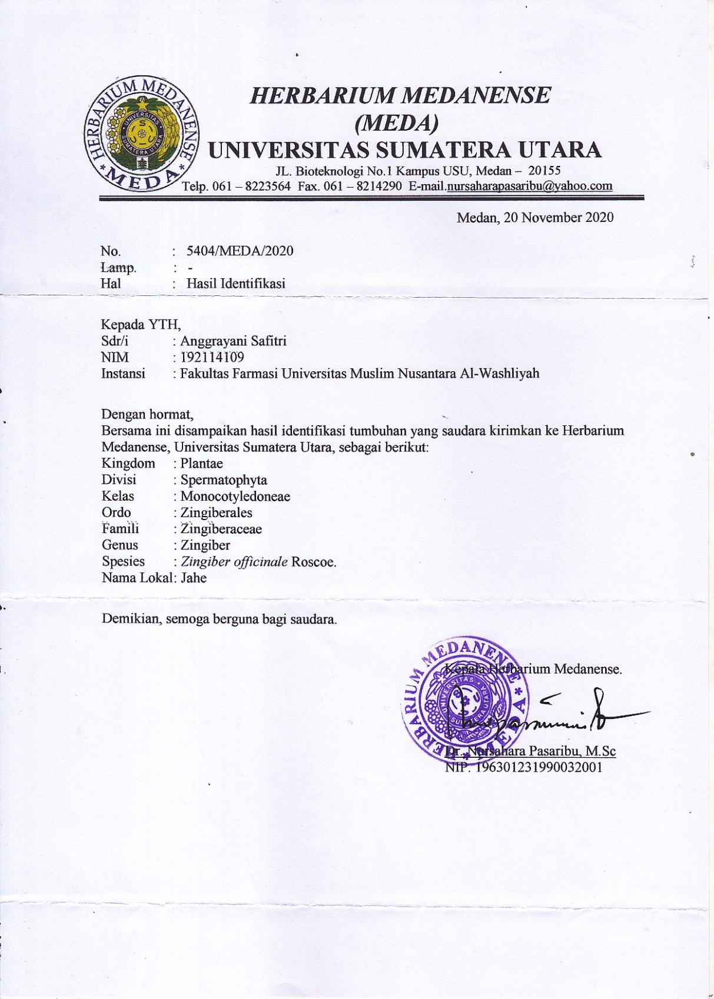 HERBARIUM MEDANENSE
* MEDA *
UNIVERSITAS
SUMATERA UTARA
HERBARIUM MEDANENSE
(MEDA)
UNIVERSITAS SUMATERA UTARA
JL. Bioteknologi No.1 Kampus USU, Medan – 20155
Telp. 061 – 8223564 Fax. 061 – 8214290 E-mail.nursaharapasaribu@yahoo.com
Medan, 20 November 2020
No. : 5404/MEDA/2020
Lamp. : -
Hal : Hasil Identifikasi
Kepada YTH,
Sdr/i : Anggrayani Safitri
NIM : 192114109
Instansi : Fakultas Farmasi Universitas Muslim Nusantara Al-Washliyah
Dengan hormat,
Bersama ini disampaikan hasil identifikasi tumbuhan yang saudara kirimkan ke Herbarium
Medanense, Universitas Sumatera Utara, sebagai berikut:
Kingdom : Plantae
Divisi : Spermatophyta
Kelas : Monocotyledoneae
Ordo : Zingiberales
Famili : Zingiberaceae
Genus : Zingiber
Spesies : Zingiber officinale Roscoe.
Nama Lokal: Jahe
Demikian, semoga berguna bagi saudara.
Kepala Herbarium Medanense.
HERBARIUM MEDANENSE
* MEDA *
UNIVERSITAS
SUMATERA UTARA
Dr. Nursahara Pasaribu, M.Sc
NIP. 196301231990032001